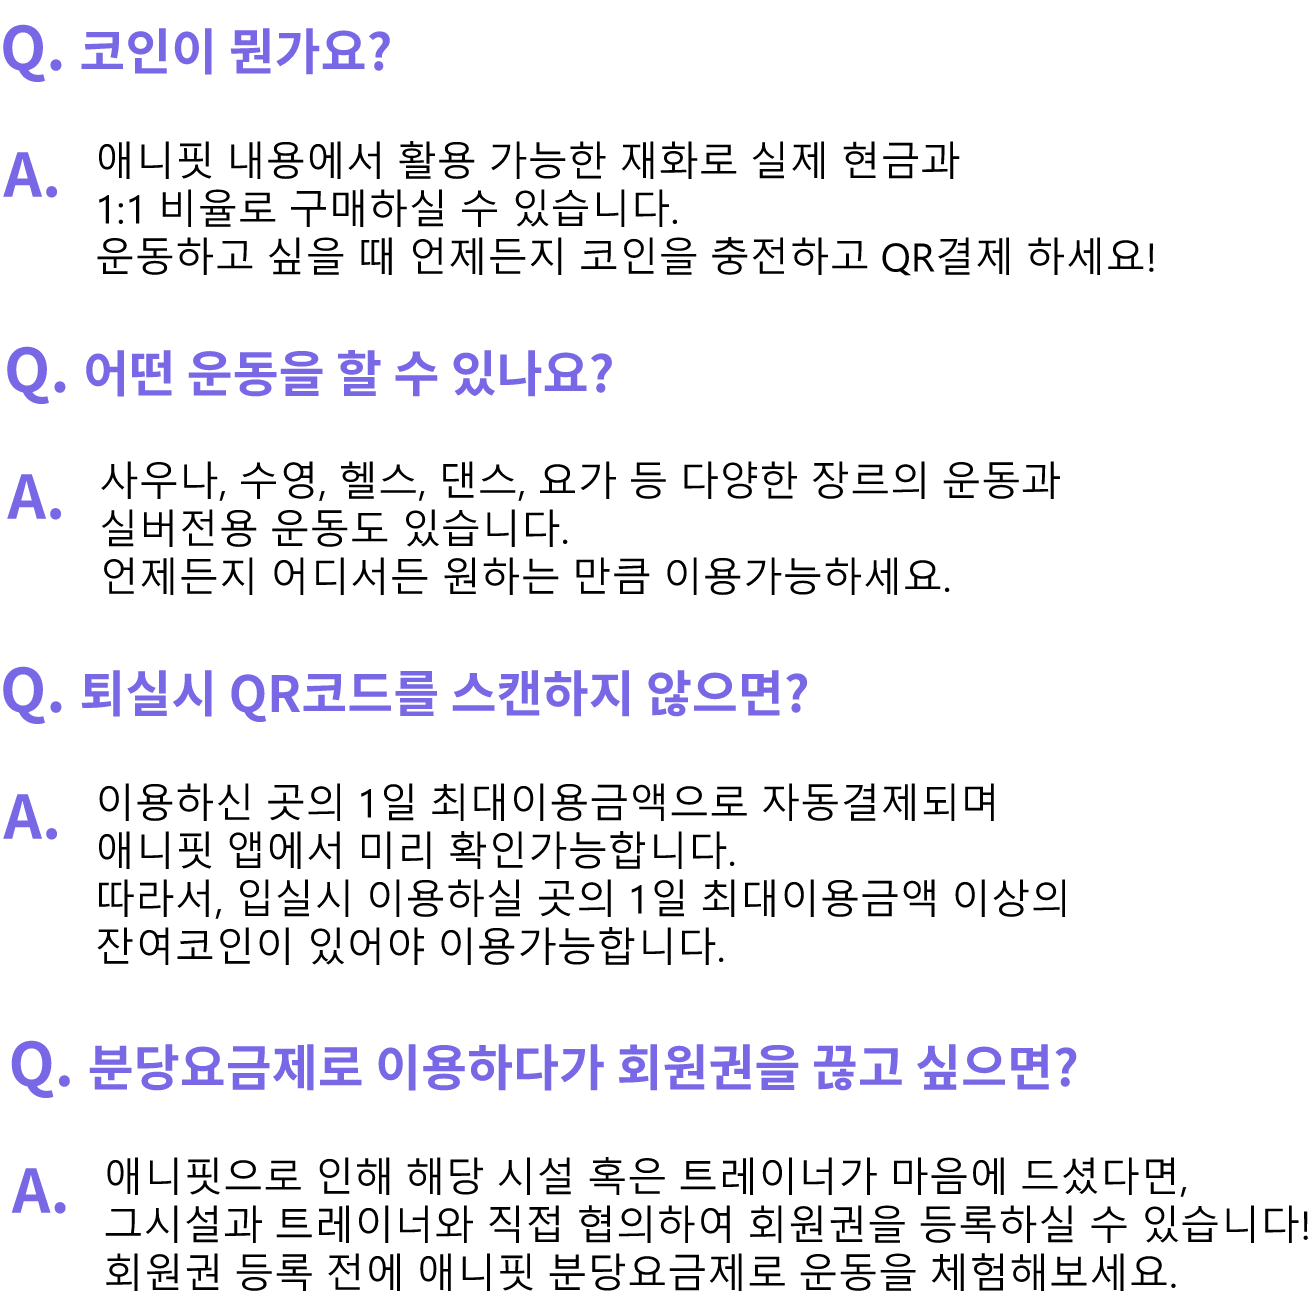 Q. 코인이 뭔가요?
A. 애니핏 내용에서 활용 가능한 재화로 실제 현금과
1:1 비율로 구매하실 수 있습니다.
운동하고 싶을 때 언제든지 코인을 충전하고 QR결제 하세요!
Q. 어떤 운동을 할 수 있나요?
A. 사우나, 수영, 헬스, 댄스, 요가 등 다양한 장르의 운동과
실버전용 운동도 있습니다.
언제든지 어디서든 원하는 만큼 이용가능하세요.
Q. 퇴실시 QR코드를 스캔하지 않으면?
A. 이용하신 곳의 1일 최대이용금액으로 자동결제되며
애니핏 앱에서 미리 확인가능합니다.
따라서, 입실시 이용하실 곳의 1일 최대이용금액 이상의
잔여코인이 있어야 이용가능합니다.
Q. 분당요금제로 이용하다가 회원권을 끊고 싶으면?
A. 애니핏으로 인해 해당 시설 혹은 트레이너가 마음에 드셨다면,
그시설과 트레이너와 직접 협의하여 회원권을 등록하실 수 있습니다!
회원권 등록 전에 애니핏 분당요금제로 운동을 체험해보세요.